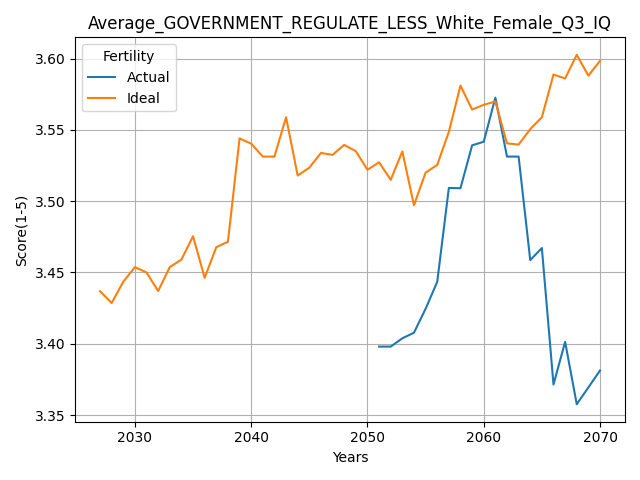 Average_GOVERNMENT_REGULATE_LESS_White_Female_Q3_IQ
Fertility
Actual
Ideal
Score(1-5)
3.60
3.55
3.50
3.45
3.40
3.35
2030
2040
2050
2060
2070
Years